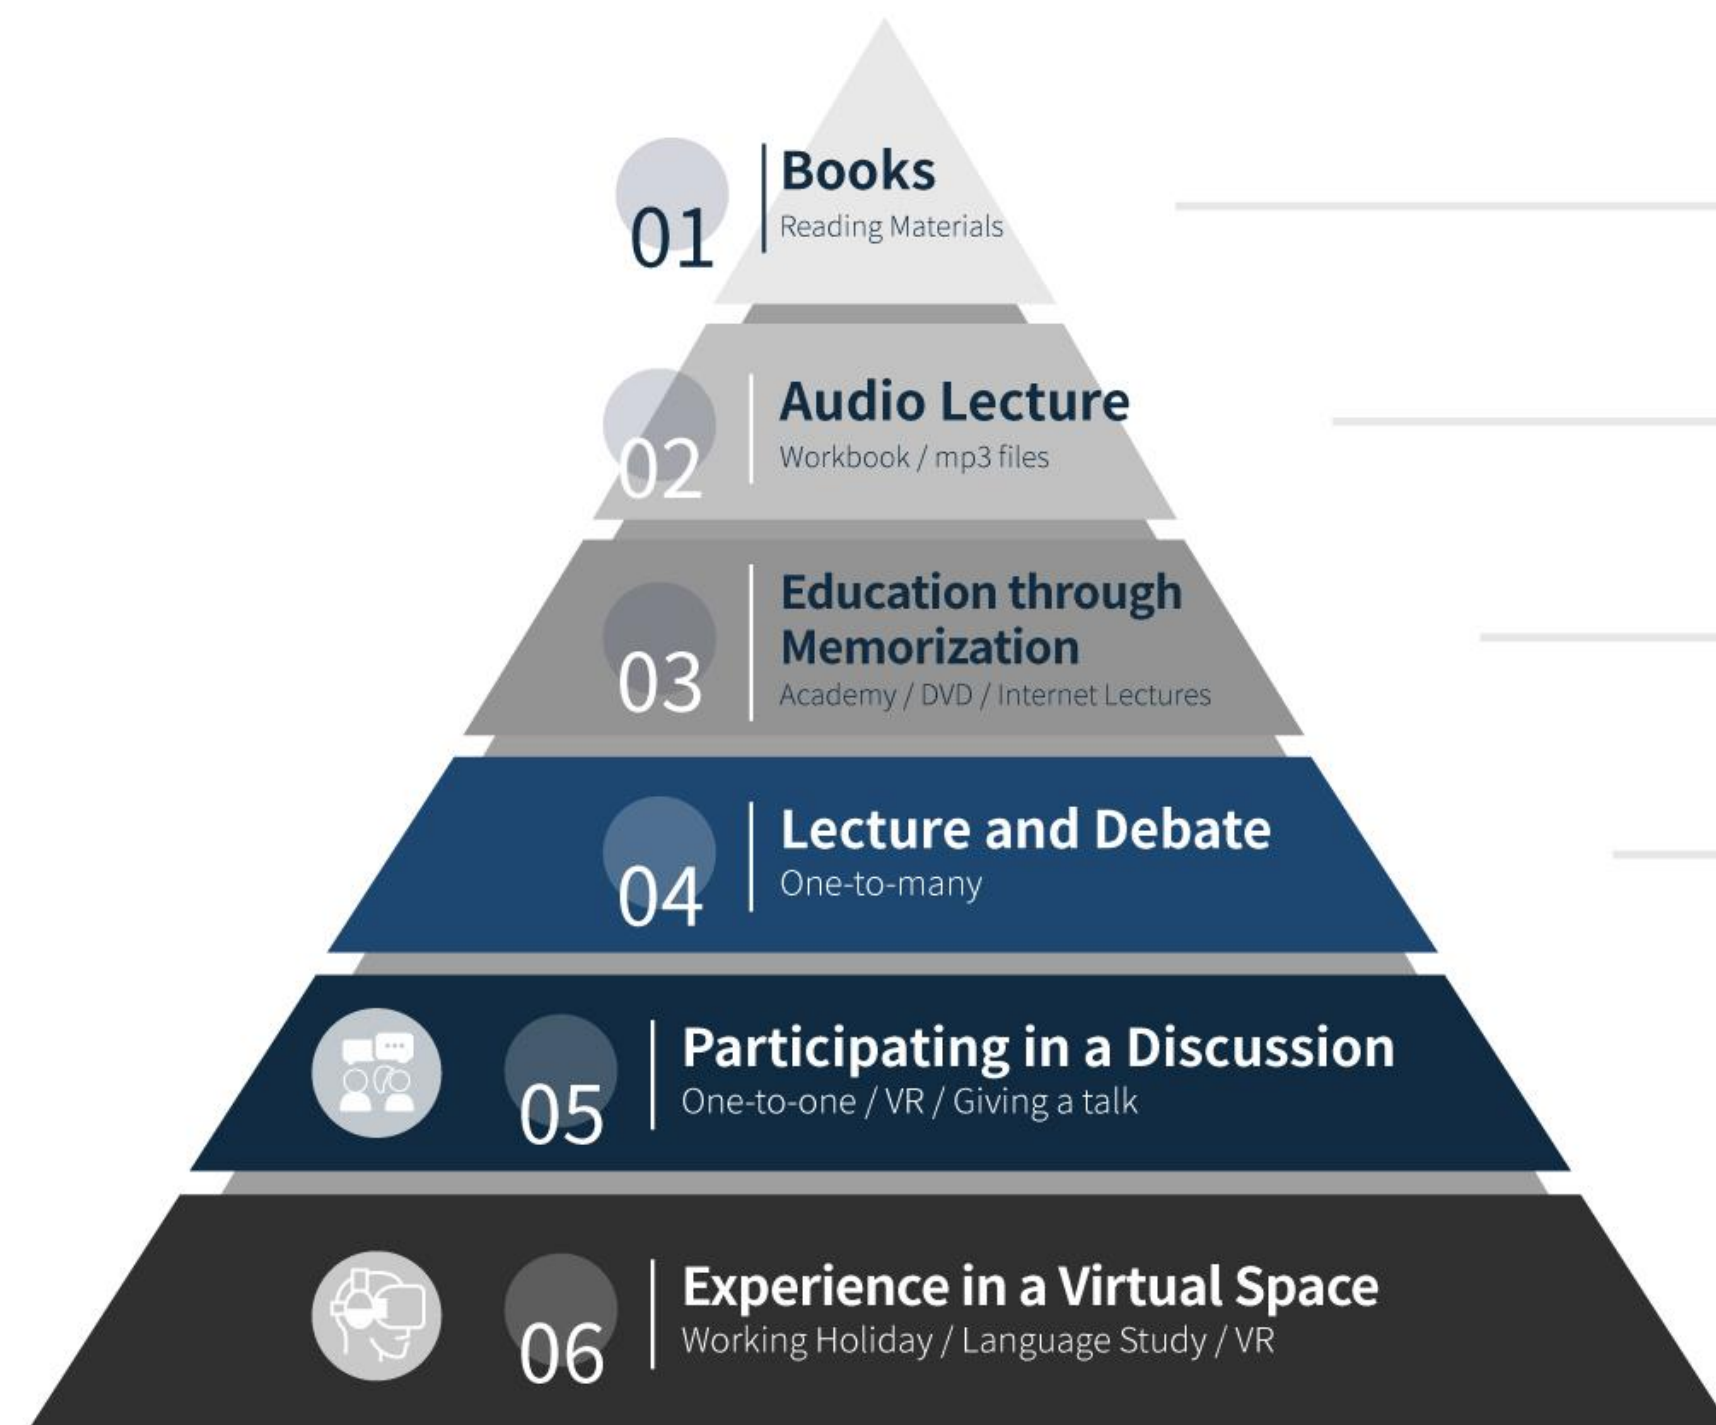 01
Books
Reading Materials
02
Audio Lecture
Workbook / mp3 files
03
Education through
Memorization
Academy / DVD / Internet Lectures
04
Lecture and Debate
One-to-many
05
Participating in a Discussion
One-to-one / VR / Giving a talk
06
Experience in a Virtual Space
Working Holiday / Language Study / VR